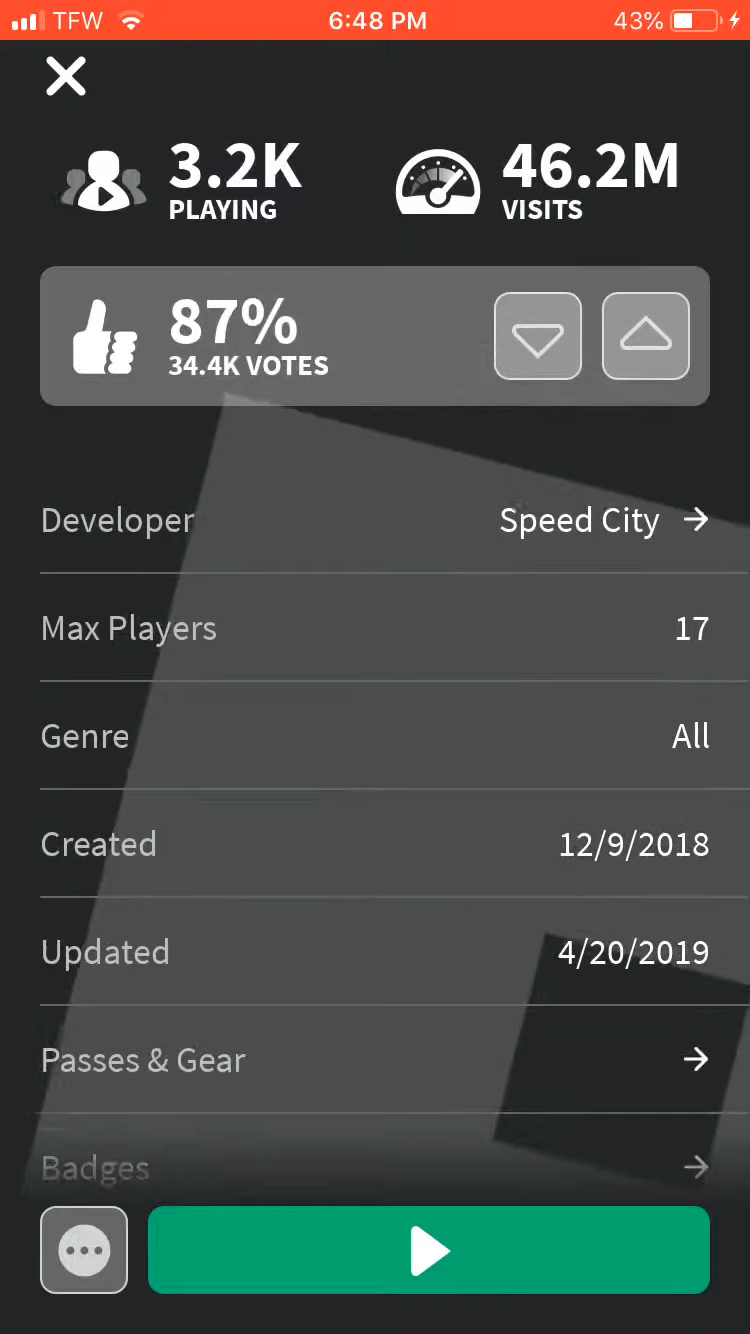 TFW 6:48 PM 43%
3.2K 46.2M
PLAYING VISITS
87%
34.4K VOTES
Developer Speed City
Max Players 17
Genre All
Created 12/9/2018
Updated 4/20/2019
Passes & Gear
Badges